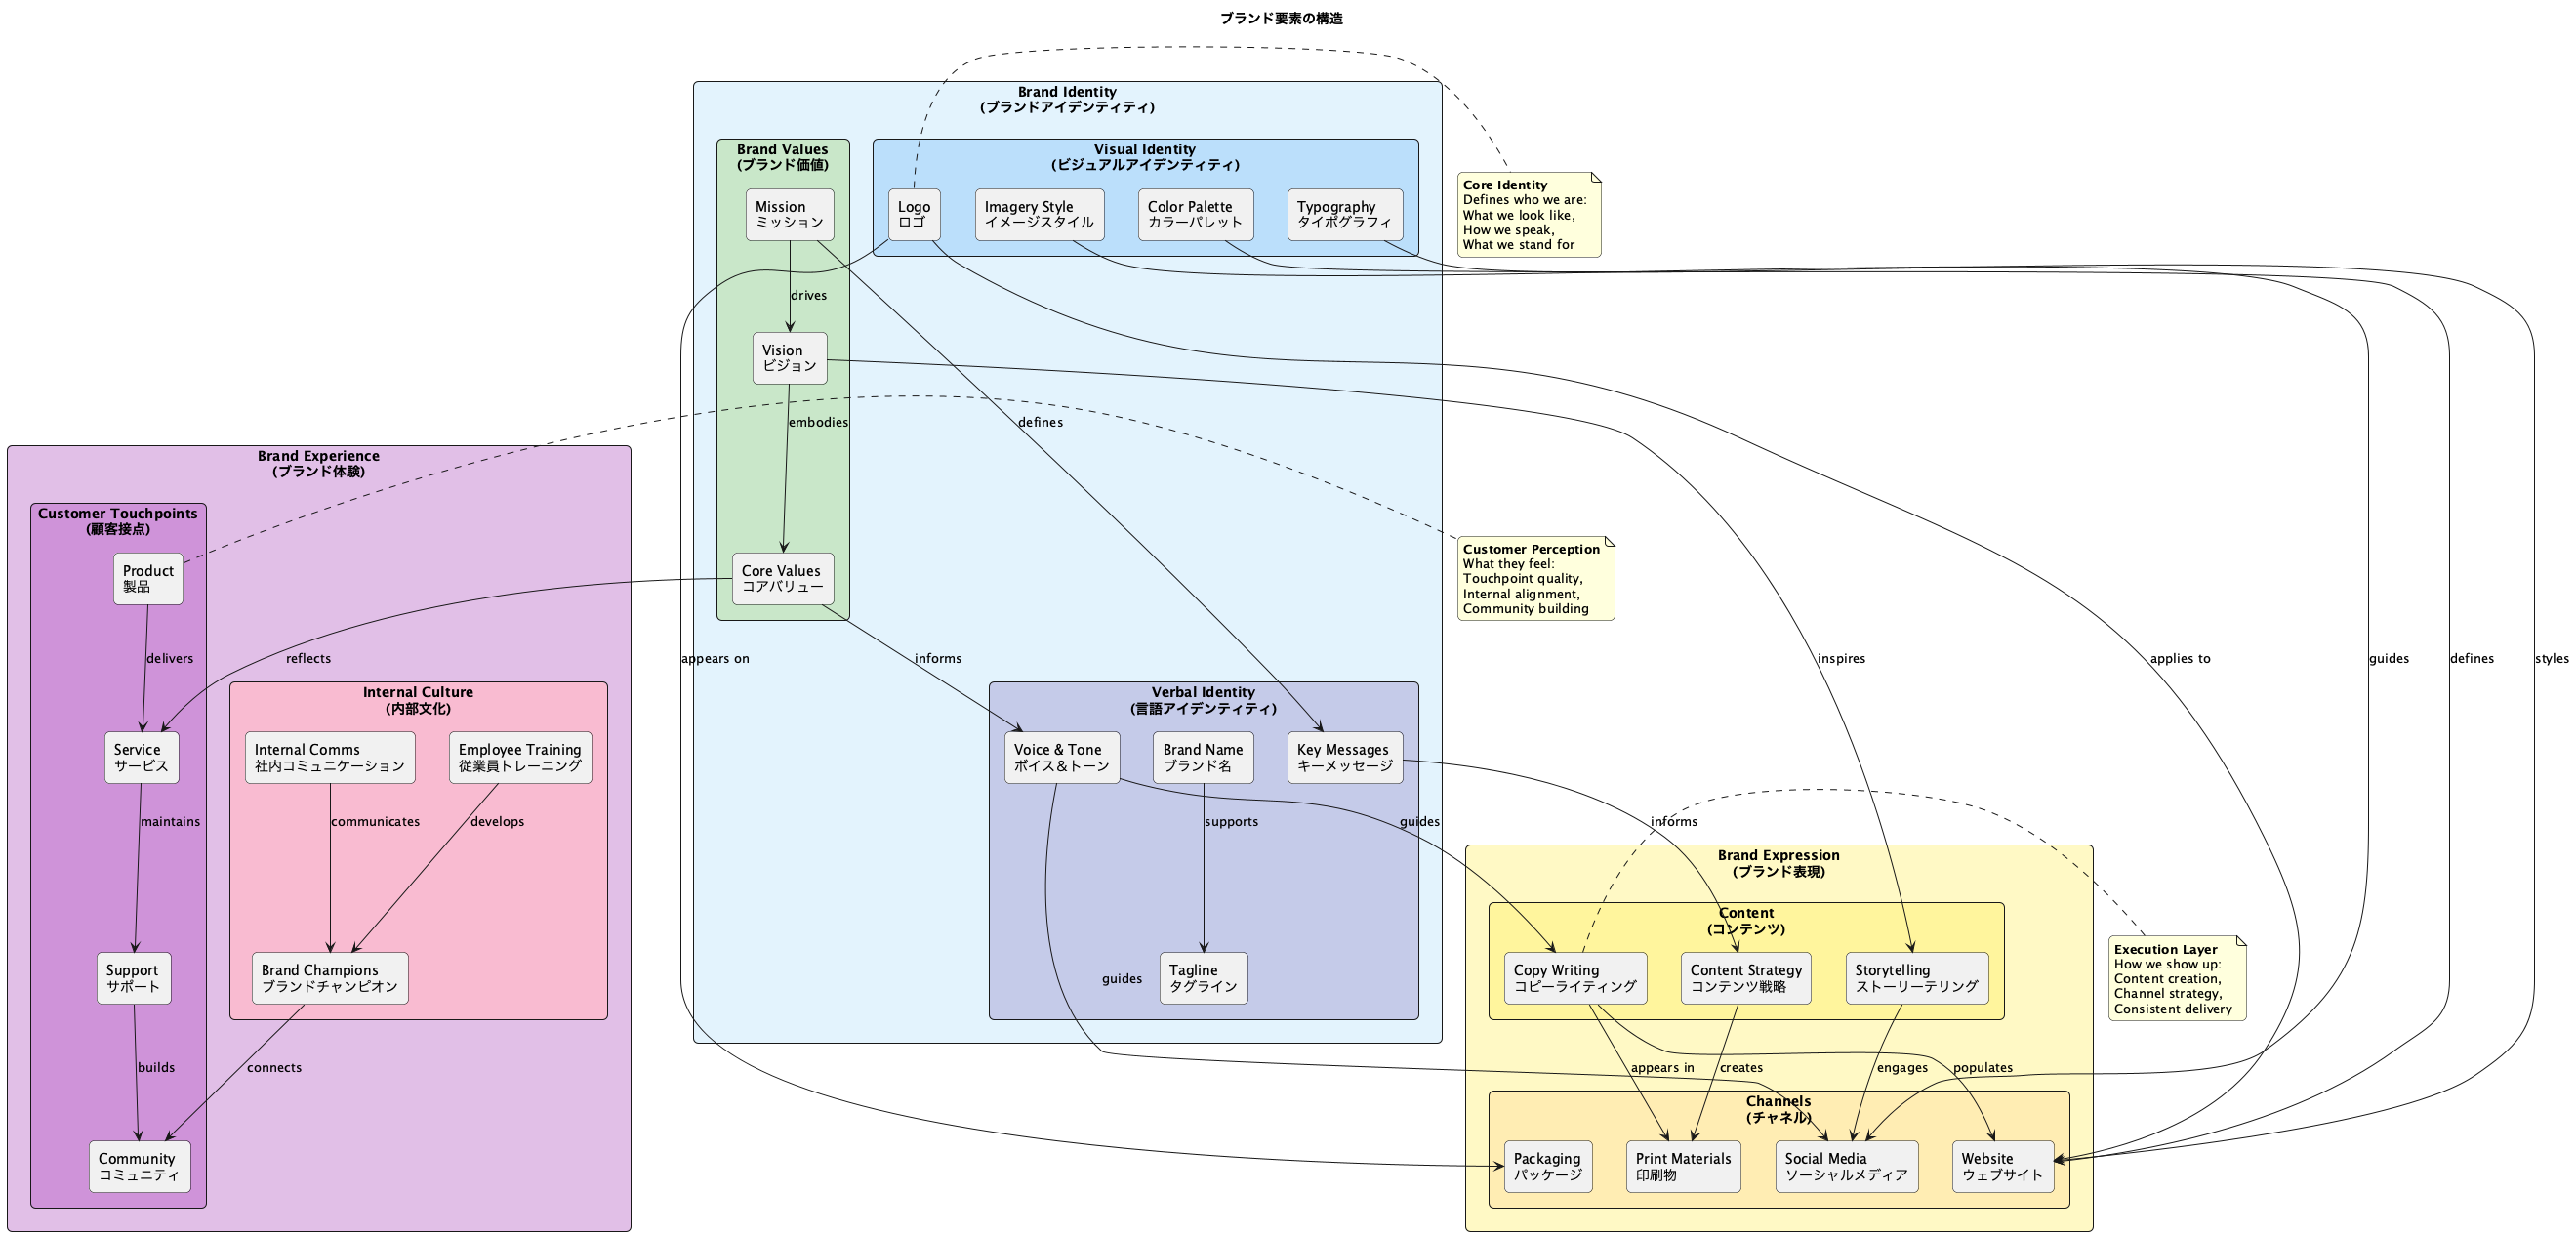 ブランド要素の構造
Brand Identity
(ブランドアイデンティティ)
Brand Values
(ブランド価値)
Mission
ミッション
drives
Vision
ビジョン
embodies
Core Values
コアバリュー
Visual Identity
(ビジュアルアイデンティティ)
Logo
ロゴ
Imagery Style
イメージスタイル
Color Palette
カラーパレット
Typography
タイポグラフィ
Core Identity
Defines who we are:
What we look like,
How we speak,
What we stand for
defines
Customer Perception
What they feel:
Touchpoint quality,
Internal alignment,
Community building
reflects
appears on
informs
inspires
applies to
guides
defines
styles
Verbal Identity
(言語アイデンティティ)
Voice & Tone
ボイス＆トーン
Brand Name
ブランド名
Key Messages
キーメッセージ
supports
guides
informs
Tagline
タグライン
guides
Brand Experience
(ブランド体験)
Customer Touchpoints
(顧客接点)
Product
製品
delivers
Service
サービス
maintains
Support
サポート
builds
Community
コミュニティ
Internal Culture
(内部文化)
Internal Comms
社内コミュニケーション
Employee Training
従業員トレーニング
communicates
develops
Brand Champions
ブランドチャンピオン
connects
Brand Expression
(ブランド表現)
Content
(コンテンツ)
Copy Writing
コピーライティング
Content Strategy
コンテンツ戦略
Storytelling
ストーリーテリング
Execution Layer
How we show up:
Content creation,
Channel strategy,
Consistent delivery
appears in
creates
engages
populates
Channels
(チャネル)
Packaging
パッケージ
Print Materials
印刷物
Social Media
ソーシャルメディア
Website
ウェブサイト